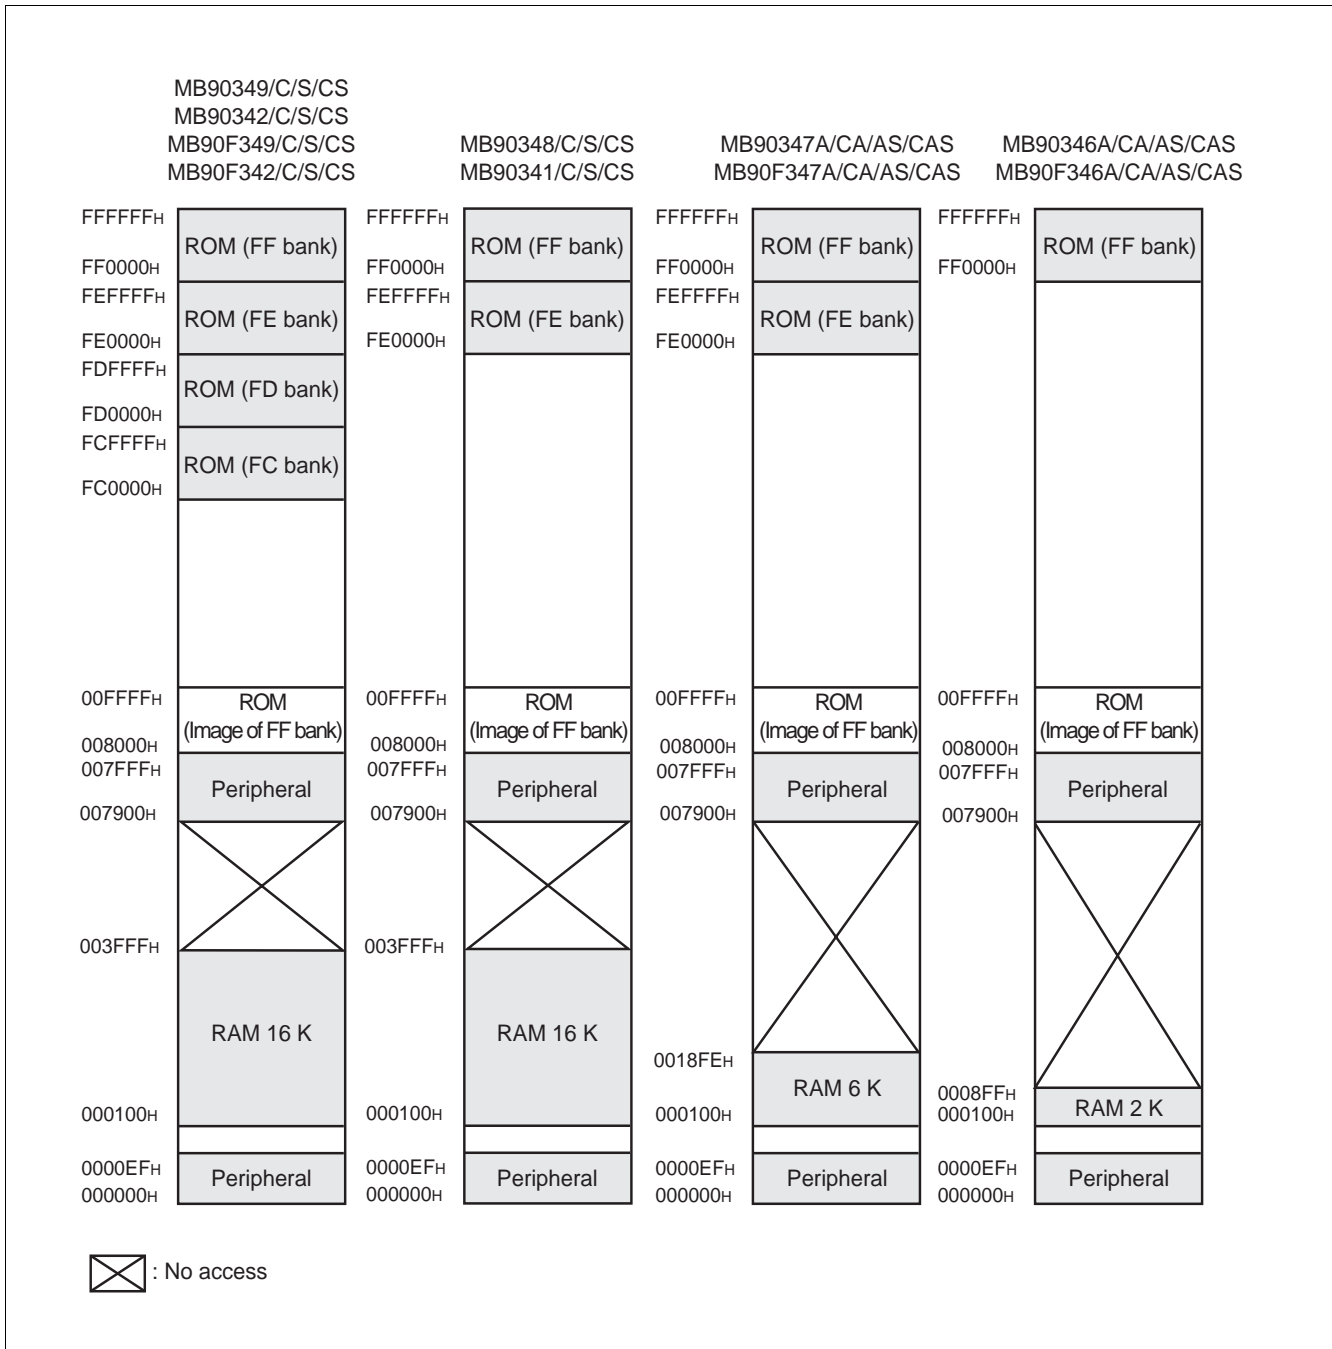 MB90349/C/S/CS
MB90342/C/S/CS
MB90F349/C/S/CS
MB90F342/C/S/CS
FFFFFFH
ROM (FF bank)
FF0000H
FEFFFFH
ROM (FE bank)
FE0000H
FDFFFFH
ROM (FD bank)
FD0000H
FCFFFFH
ROM (FC bank)
FC0000H
00FFFFH
ROM
(Image of FF bank)
008000H
007FFFH
Peripheral
007900H
003FFFH
RAM 16 K
000100H
0000EFH
Peripheral
000000H
MB90348/C/S/CS
MB90341/C/S/CS
FFFFFFH
ROM (FF bank)
FF0000H
FEFFFFH
ROM (FE bank)
FE0000H
00FFFFH
ROM
(Image of FF bank)
008000H
007FFFH
Peripheral
007900H
003FFFH
RAM 16 K
000100H
0000EFH
Peripheral
000000H
MB90347A/CA/AS/CAS
MB90F347A/CA/AS/CAS
FFFFFFH
ROM (FF bank)
FF0000H
FEFFFFH
ROM (FE bank)
FE0000H
00FFFFH
ROM
(Image of FF bank)
008000H
007FFFH
Peripheral
007900H
0018FEH
RAM 6 K
000100H
0000EFH
Peripheral
000000H
MB90346A/CA/AS/CAS
MB90F346A/CA/AS/CAS
FFFFFFH
ROM (FF bank)
FF0000H
00FFFFH
ROM
(Image of FF bank)
008000H
007FFFH
Peripheral
007900H
0008FFH
RAM 2 K
000100H
0000EFH
Peripheral
000000H
: No access